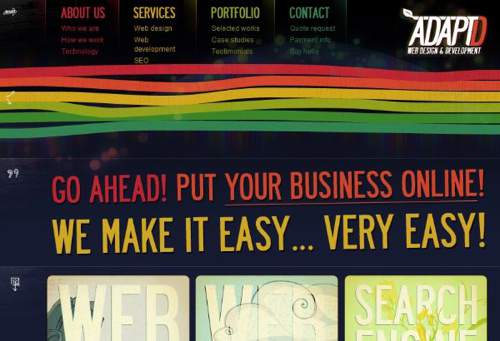 ABOUT US
Who we are
How we work
Technology
SERVICES
Web design
Web
development
SEO
PORTFOLIO
Selected works
Case studies
Testimonials
CONTACT
Quote request
Payment info
Say hello
ADAPTD
WEB DESIGN & DEVELOPMENT
GO AHEAD! PUT YOUR BUSINESS ONLINE!
WE MAKE IT EASY... VERY EASY!
WEB
WEB
SEARCH
ENGINE